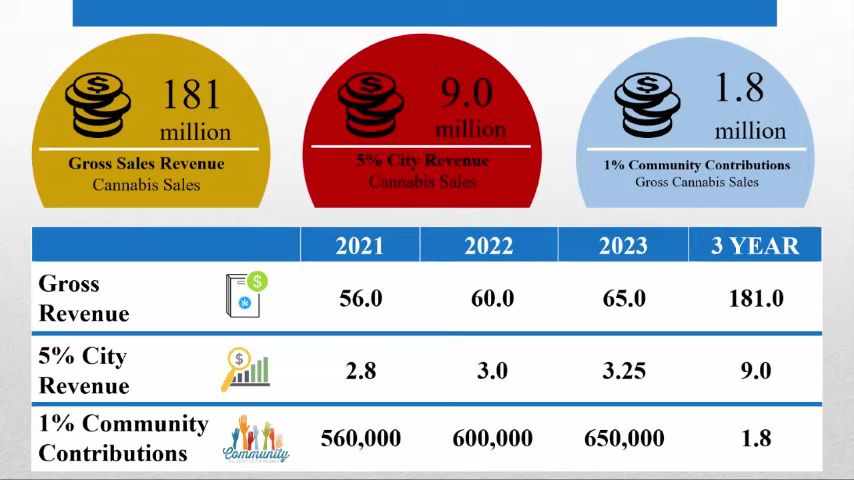 181
million
Gross Sales Revenue
Cannabis Sales
9.0
million
5% City Revenue
Cannabis Sales
1.8
million
1% Community Contributions
Gross Cannabis Sales
2021 2022 2023 3 YEAR
Gross
Revenue
56.0 60.0 65.0 181.0
5% City
Revenue
2.8 3.0 3.25 9.0
1% Community
Contributions
Community
560,000 600,000 650,000 1.8